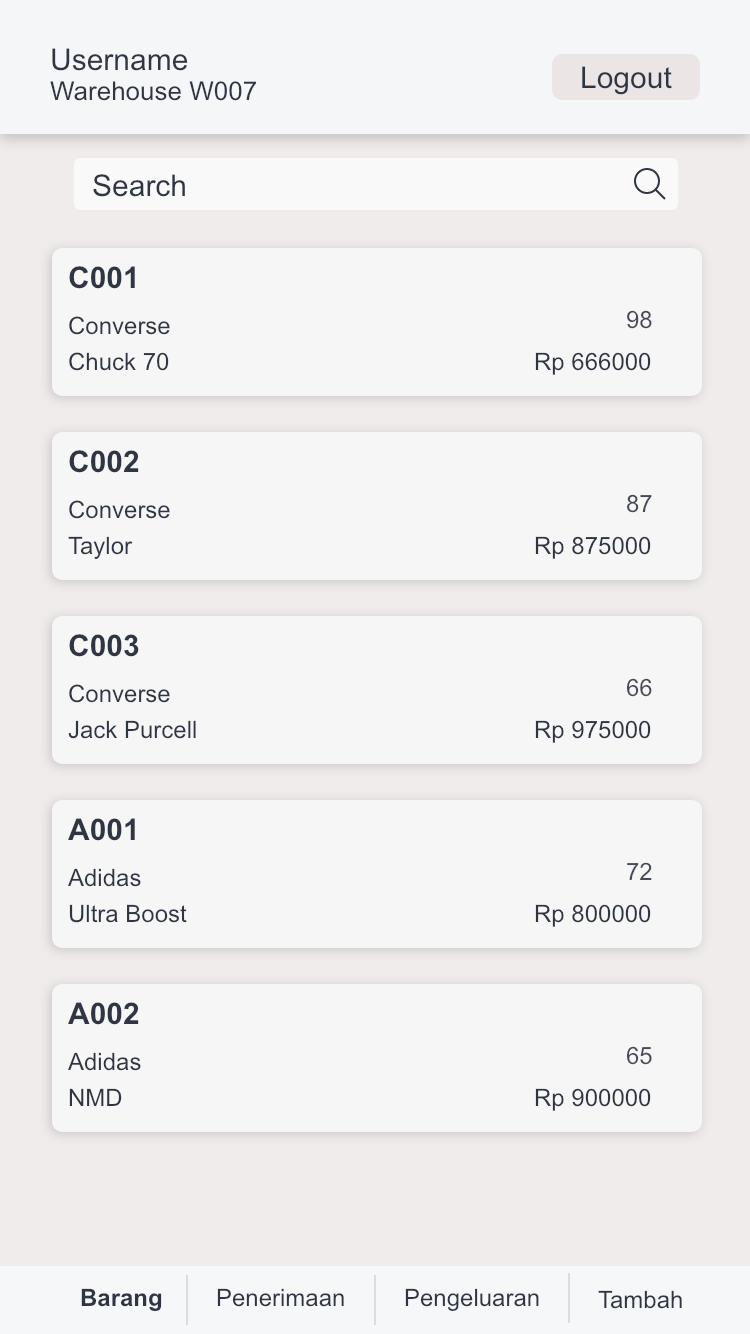 Username
Warehouse W007
Logout
Search
C001
Converse
98
Chuck 70
Rp 666000
C002
Converse
87
Taylor
Rp 875000
C003
Converse
66
Jack Purcell
Rp 975000
A001
Adidas
72
Ultra Boost
Rp 800000
A002
Adidas
65
NMD
Rp 900000
Barang
Penerimaan
Pengeluaran
Tambah